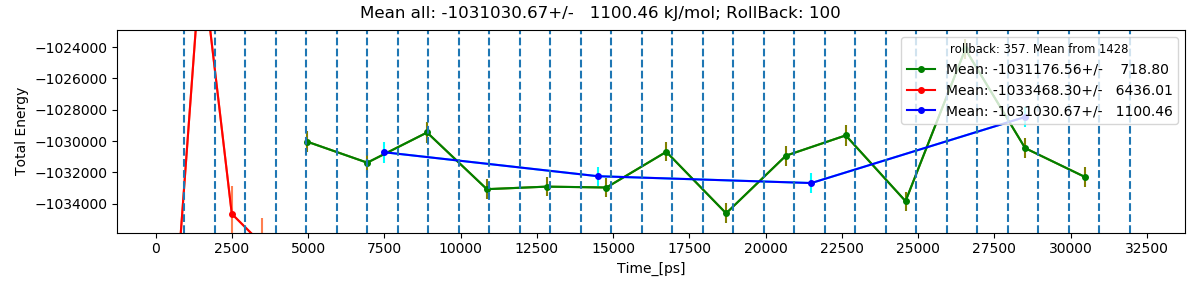 Mean all: -1031030.67+/-   1100.46 kJ/mol; RollBack: 100
Total Energy
−1024000
−1026000
−1028000
−1030000
−1032000
−1034000
rollback: 357. Mean from 1428
Mean: -1031176.56+/-    718.80
Mean: -1033468.30+/-   6436.01
Mean: -1031030.67+/-   1100.46
0 2500 5000 7500 10000 12500 15000 17500 20000 22500 25000 27500 30000 32500
Time_[ps]